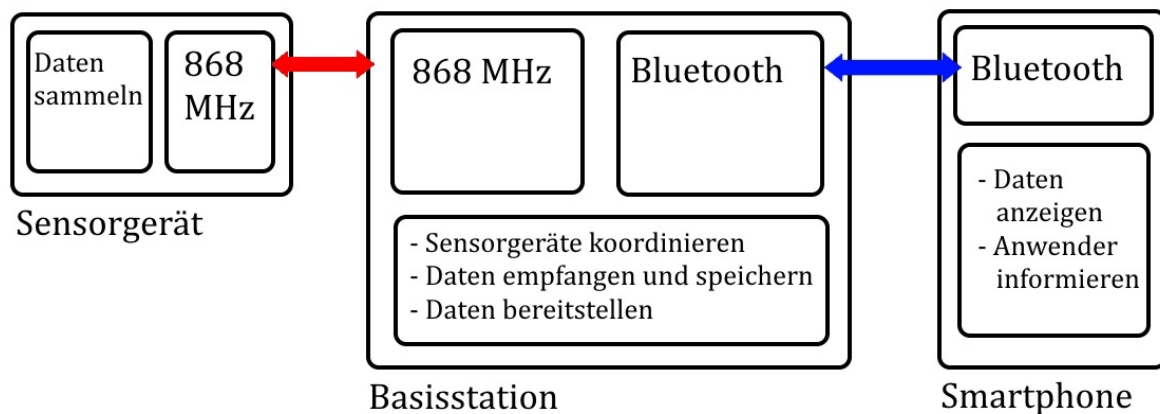 Daten
sammeln
868
MHz
Sensorgerät
868 MHz
Bluetooth
- Sensorgeräte koordinieren
- Daten empfangen und speichern
- Daten bereitstellen
Basisstation
Bluetooth
- Daten
anzeigen
- Anwender
informieren
Smartphone